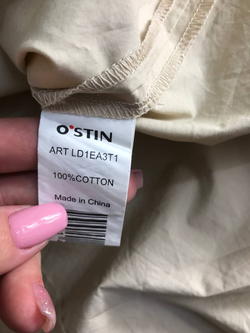 O'STIN
ART LD1EA3T1
100%COTTON
Made in China